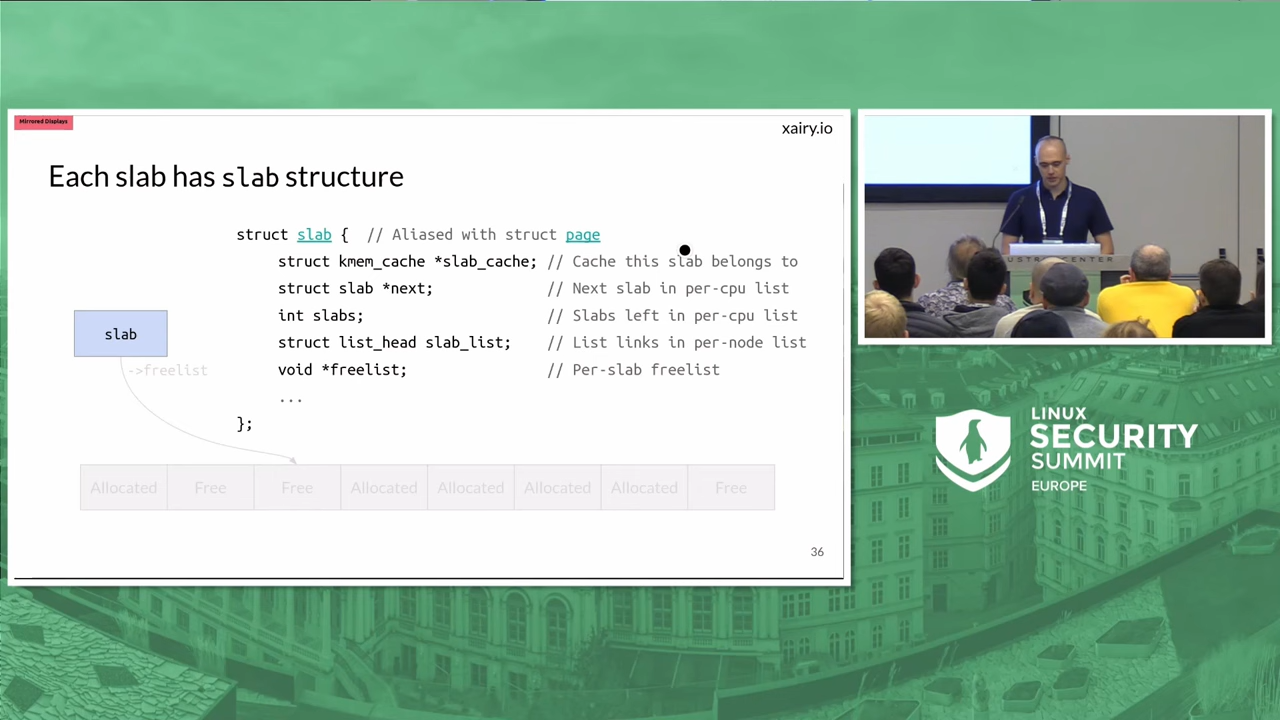 Mirrored Displays
xairy.io
Each slab has slab structure
struct slab { // Aliased with struct page
struct kmem_cache *slab_cache; // Cache this slab belongs to
struct slab *next; // Next slab in per-cpu list
int slabs; // Slabs left in per-cpu list
struct list_head slab_list; // List links in per-node list
void *freelist; // Per-slab freelist
...
};
slab
->freelist
Allocated Free Free Allocated Allocated Allocated Allocated Free
36
CENTER
LINUX
SECURITY
SUMMIT
EUROPE